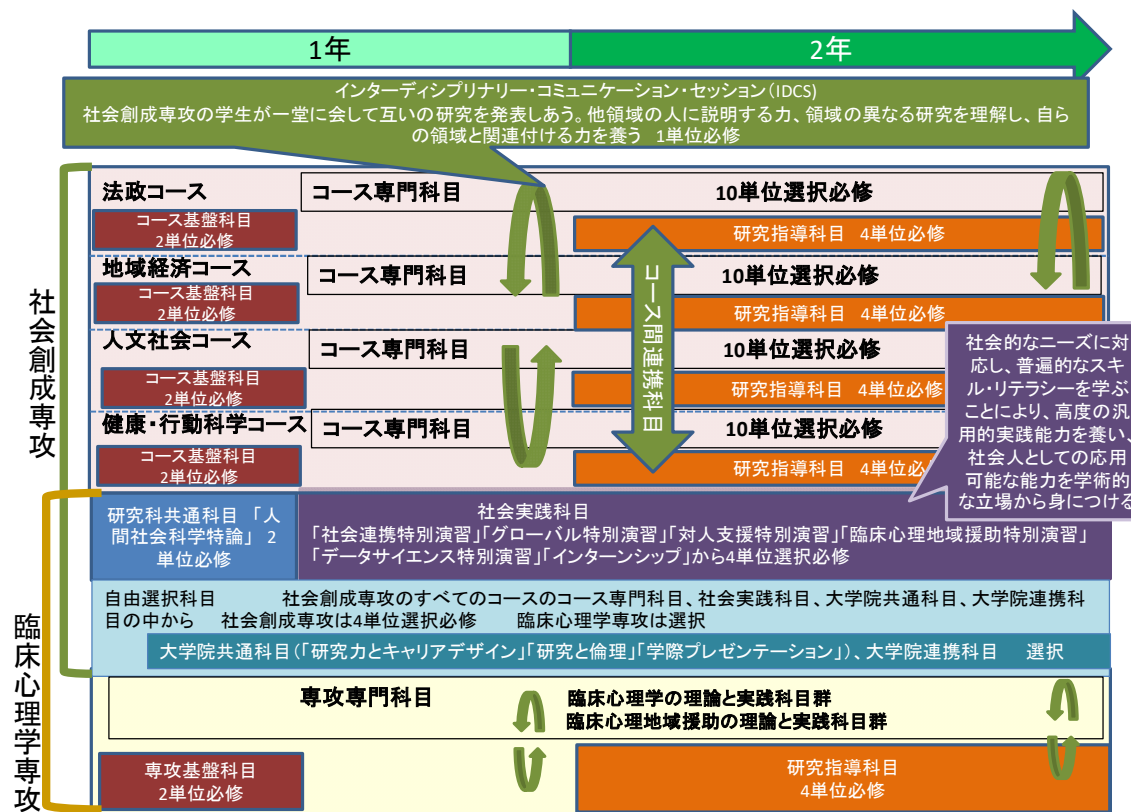 1年
2年
インターディシプリナリー・コミュニケーション・セッション(IDCS)
社会創成専攻の学生が一堂に会して互いの研究を発表しあう。他領域の人に説明する力、領域の異なる研究を理解し、自ら
の領域と関連付ける力を養う 1単位必修
社会創成専攻
法政コース
コース専門科目
10単位選択必修
コース基盤科目
2単位必修
研究指導科目 4単位必修
地域経済コース
コース専門科目
10単位選択必修
コース基盤科目
2単位必修
研究指導科目 4単位必修
人文社会コース
コース専門科目
10単位選択必修
コース基盤科目
2単位必修
研究指導科目 4単位必修
健康・行動科学コース
コース専門科目
10単位選択必修
コース基盤科目
2単位必修
研究指導科目 4単位必
コース間連携科目
社会的なニーズに対
応し、普遍的なスキ
ル・リテラシーを学ぶ
ことにより、高度の汎
用的実践能力を養い、
社会人としての応用
可能な能力を学術的
な立場から身につける
臨床心理学専攻
研究科共通科目 「人
間社会科学特論」 2
単位必修
社会実践科目
「社会連携特別演習」「グローバル特別演習」「対人支援特別演習」「臨床心理地域援助特別演習」
「データサイエンス特別演習」「インターンシップ」から4単位選択必修
自由選択科目 社会創成専攻のすべてのコースのコース専門科目、社会実践科目、大学院共通科目、大学院連携科
目の中から 社会創成専攻は4単位選択必修 臨床心理学専攻は選択
大学院共通科目(「研究力とキャリアデザイン」「研究と倫理」「学際プレゼンテーション」)、大学院連携科目 選択
専攻専門科目
臨床心理学の理論と実践科目群
臨床心理地域援助の理論と実践科目群
専攻基盤科目
2単位必修
研究指導科目
4単位必修